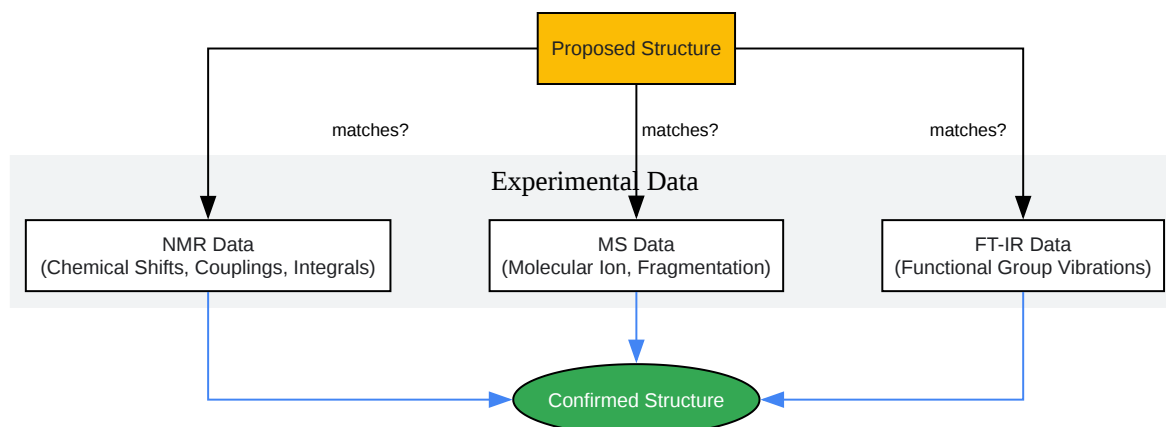 Proposed Structure
matches?
matches?
matches?
Experimental Data
NMR Data
(Chemical Shifts, Couplings, Integrals)
MS Data
(Molecular Ion, Fragmentation)
FT-IR Data
(Functional Group Vibrations)
Confirmed Structure